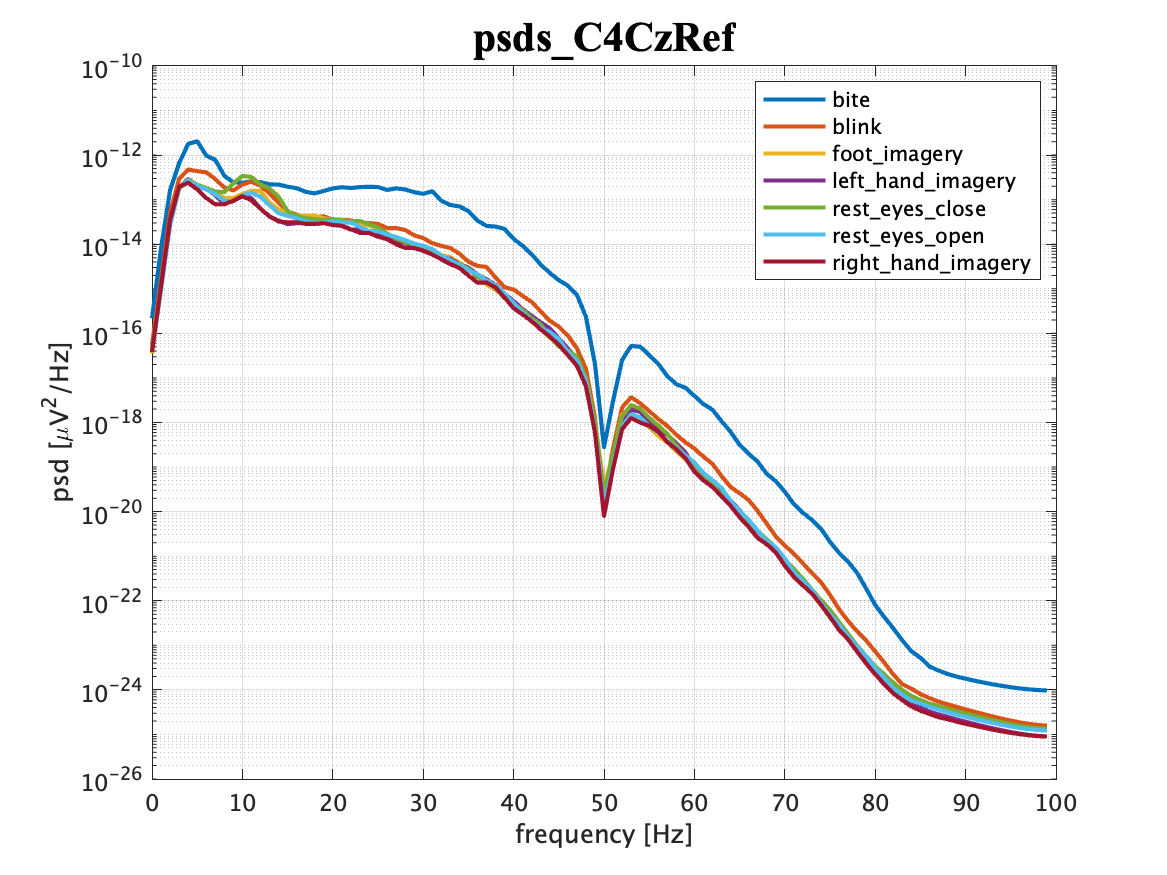 psds_C4CzRef
10^-10
10^-12
10^-14
10^-16
10^-18
10^-20
10^-22
10^-24
10^-26
psd [μV^2/Hz]
bite
blink
foot_imagery
left_hand_imagery
rest_eyes_close
rest_eyes_open
right_hand_imagery
0 10 20 30 40 50 60 70 80 90 100
frequency [Hz]